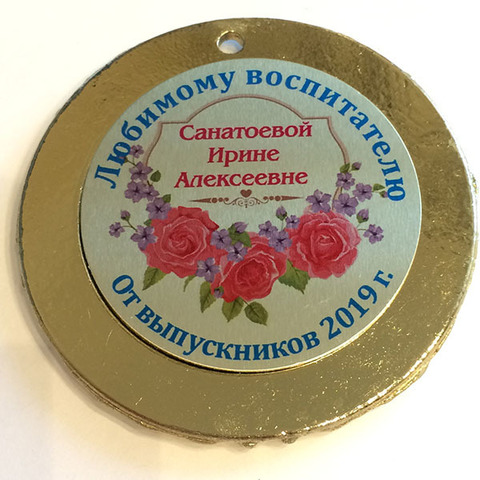 Любимому воспитателю
Санатоевой
Ирине
Алексеевне
От выпускников 2019 г.